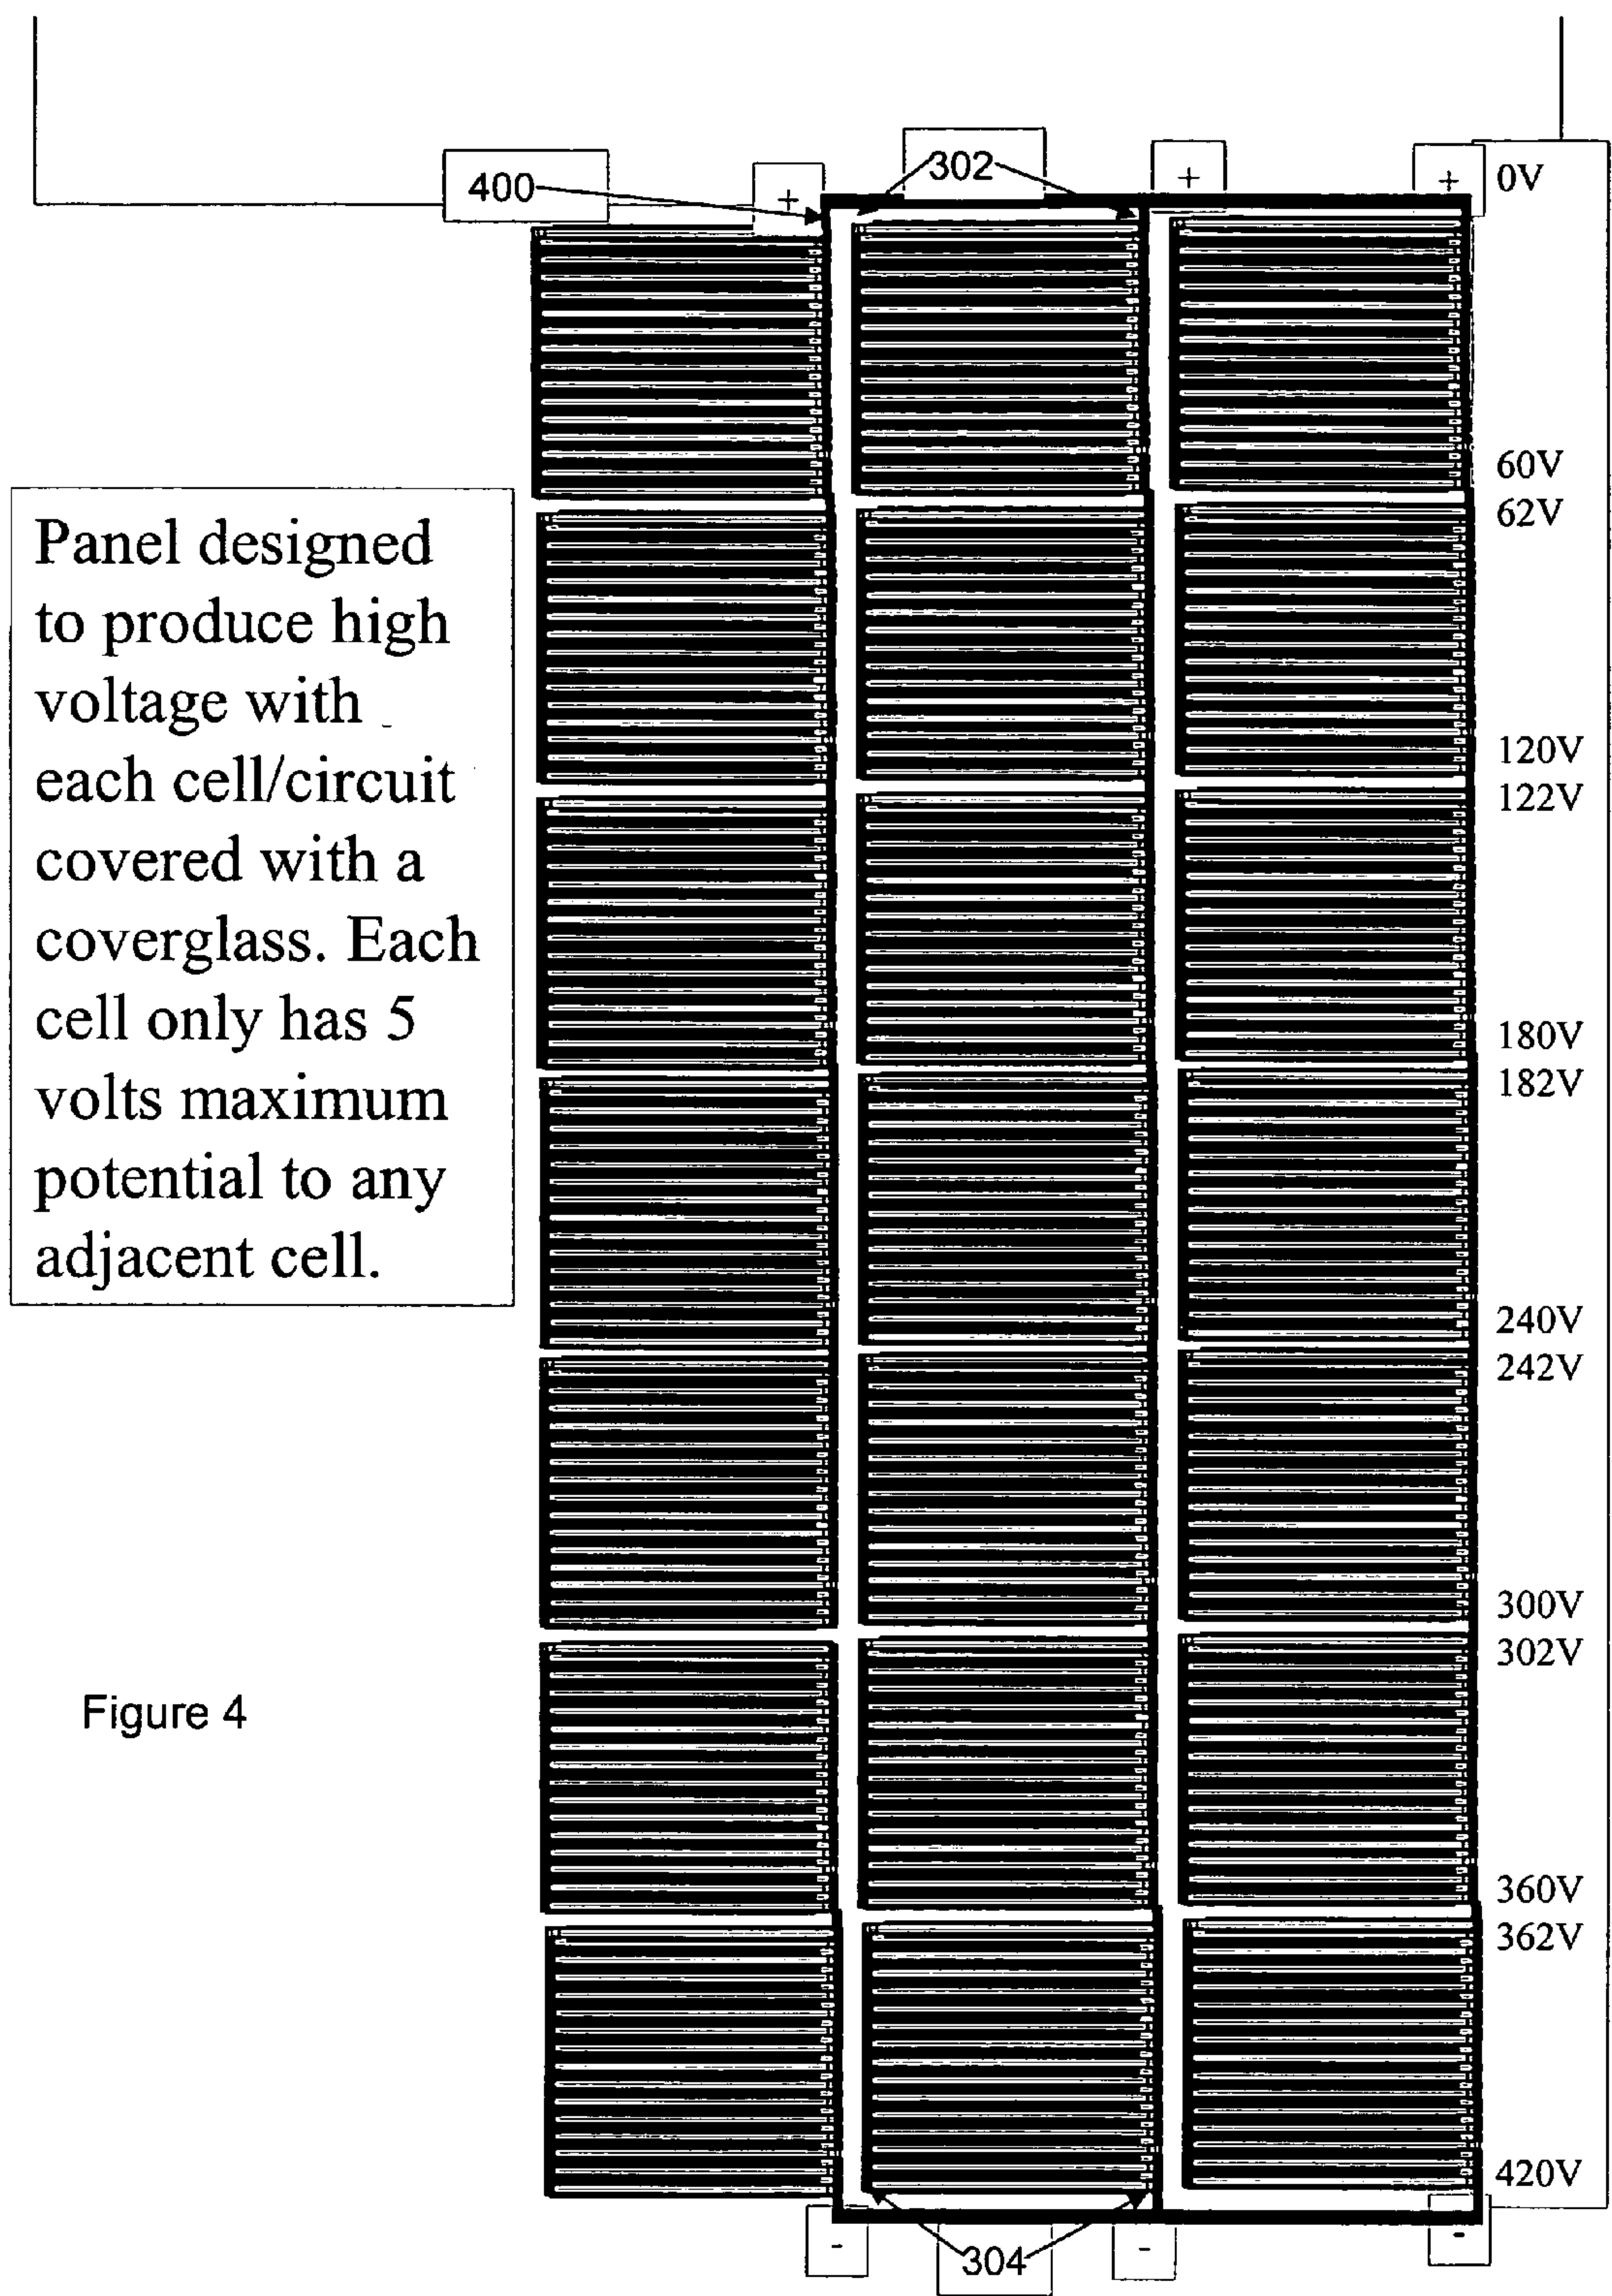 400
302
+
+
+
0V
60V
62V
Panel designed
to produce high
voltage with
each cell/circuit
covered with a
coverglass. Each
cell only has 5
volts maximum
potential to any
adjacent cell.
120V
122V
180V
182V
240V
242V
300V
302V
Figure 4
360V
362V
420V
-
-
-
304